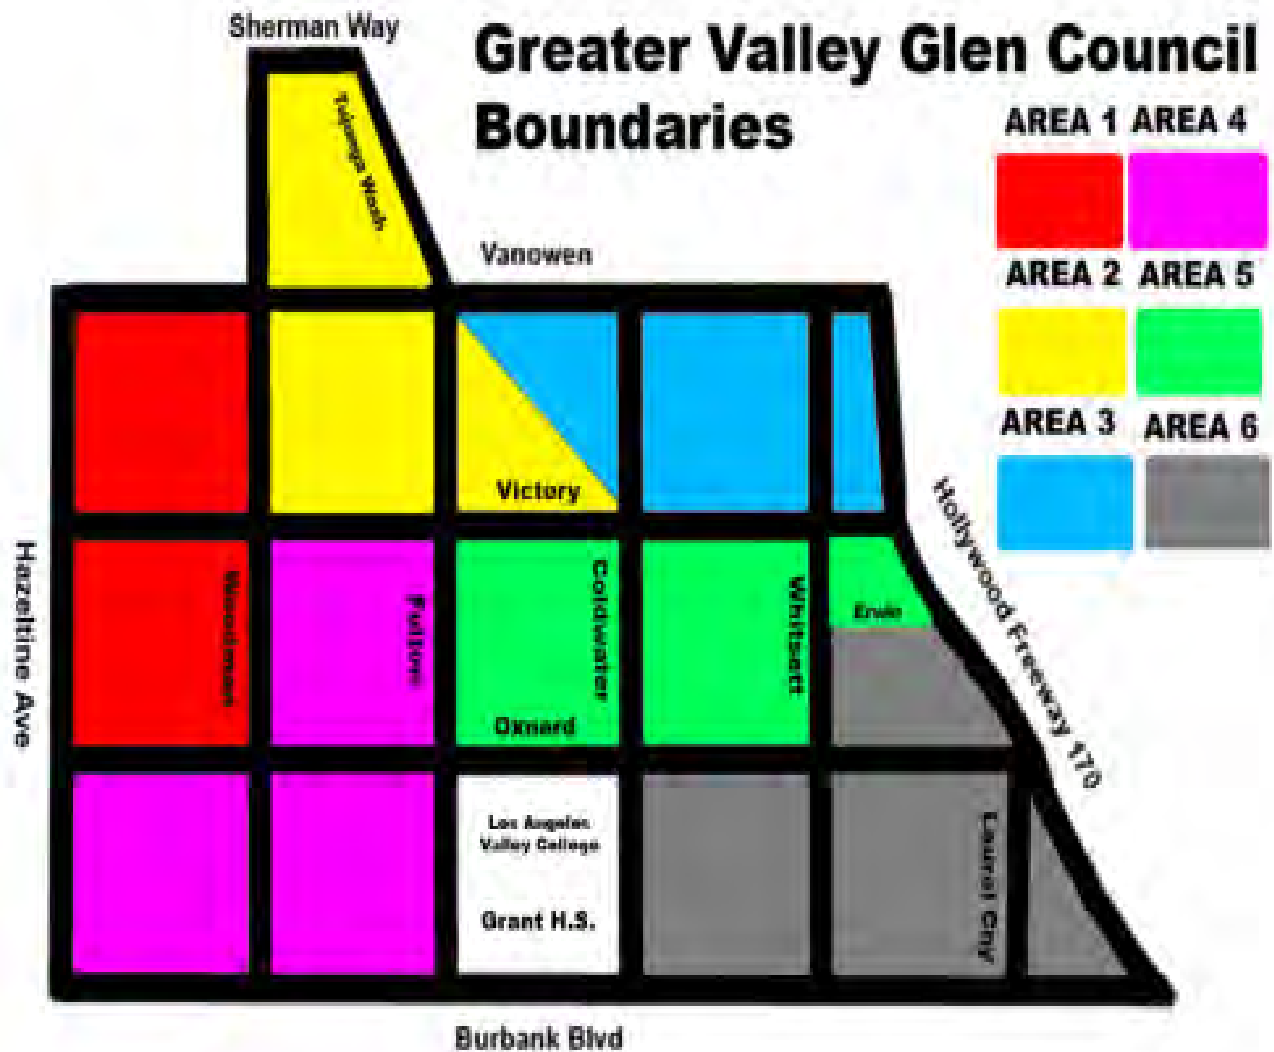 Sherman Way
Greater Valley Glen Council
Boundaries
AREA 1 AREA 4
AREA 2 AREA 5
AREA 3 AREA 6
Tujunga Wash
Vanowen
Victory
Hazeltine Ave
Woodman
Fulton
Coldwater
Whitsett
Erwin
Hollywood Freeway 170
Oxnard
Los Angeles
Valley College
Grant H.S.
Laurel Cny
Burbank Blvd